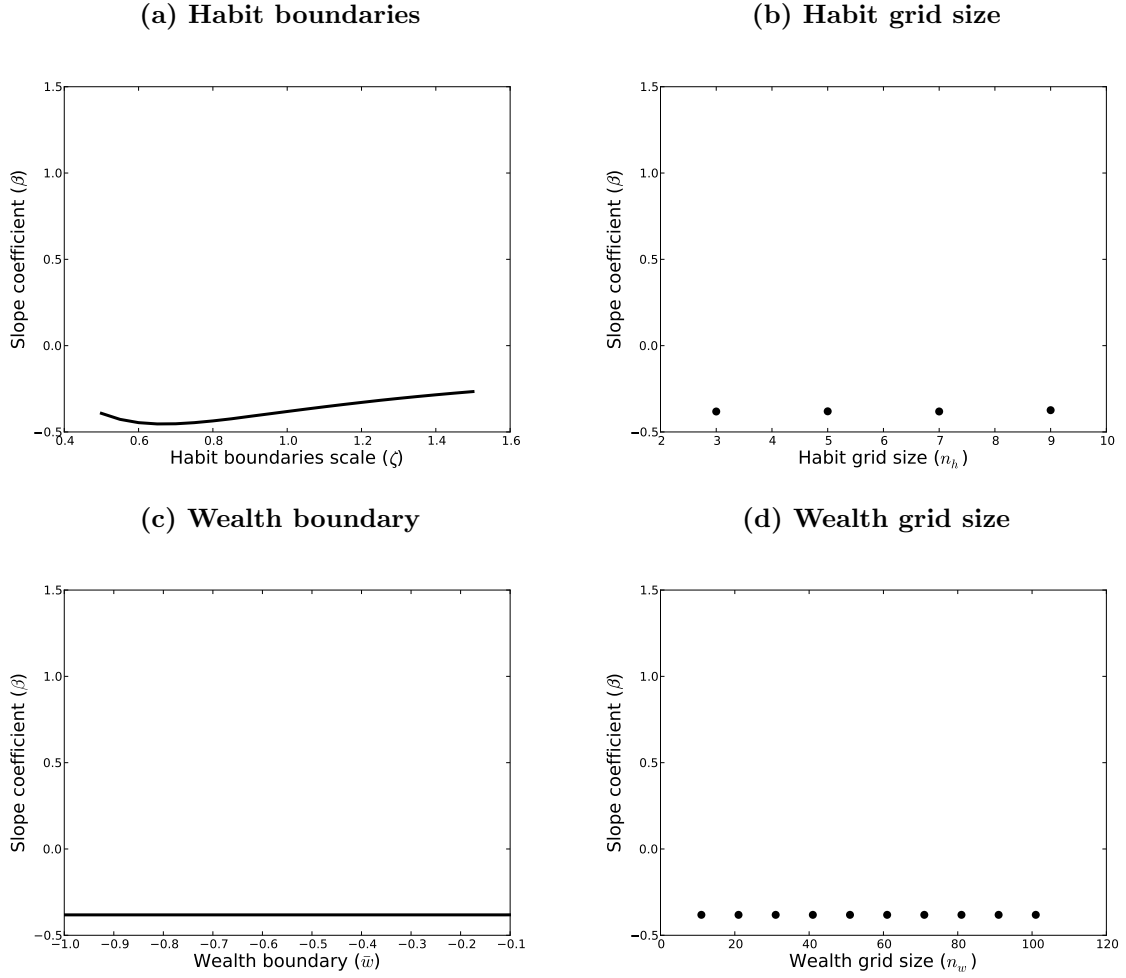 (a) Habit boundaries
1.5
1.0
0.5
0.0
−0.5
Slope coefficient (β)
0.4 0.6 0.8 1.0 1.2 1.4 1.6
Habit boundaries scale (ζ)
(b) Habit grid size
1.5
1.0
0.5
0.0
−0.5
Slope coefficient (β)
2 3 4 5 6 7 8 9 10
Habit grid size (n_h)
(c) Wealth boundary
1.5
1.0
0.5
0.0
−0.5
Slope coefficient (β)
−1.0 −0.9 −0.8 −0.7 −0.6 −0.5 −0.4 −0.3 −0.2 −0.1
Wealth boundary (w̄)
(d) Wealth grid size
1.5
1.0
0.5
0.0
−0.5
Slope coefficient (β)
0 20 40 60 80 100 120
Wealth grid size (n_w)